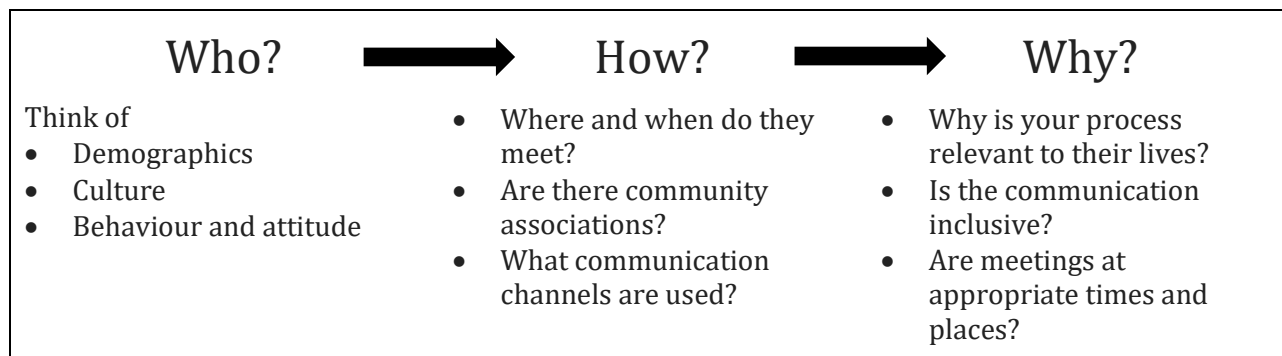 Who?
Think of
• Demographics
• Culture
• Behaviour and attitude
How?
• Where and when do they
meet?
• Are there community
associations?
• What communication
channels are used?
Why?
• Why is your process
relevant to their lives?
• Is the communication
inclusive?
• Are meetings at
appropriate times and
places?